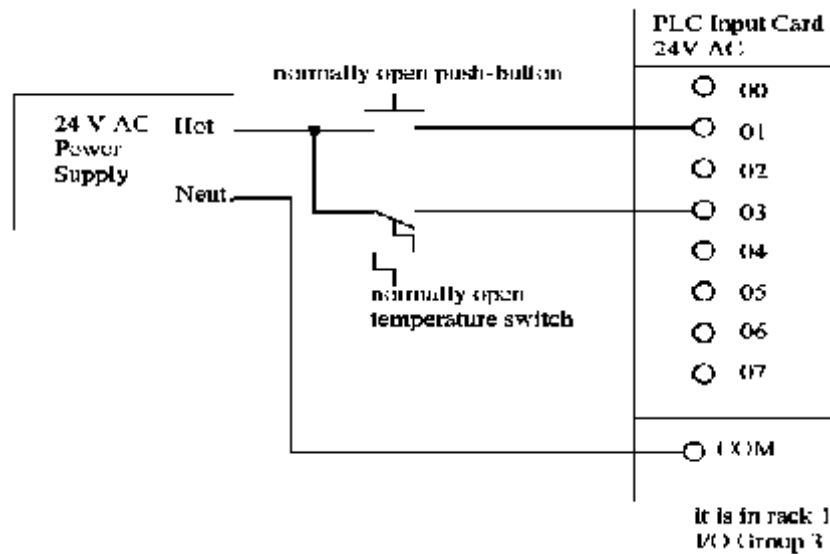 PLC Input Card
24V AC
normally open push-button
00
24 V AC
Power
Supply
Hot
01
02
Neut.
03
04
normally open
temperature switch
05
06
07
COM
it is in rack 1
I/O Group 3